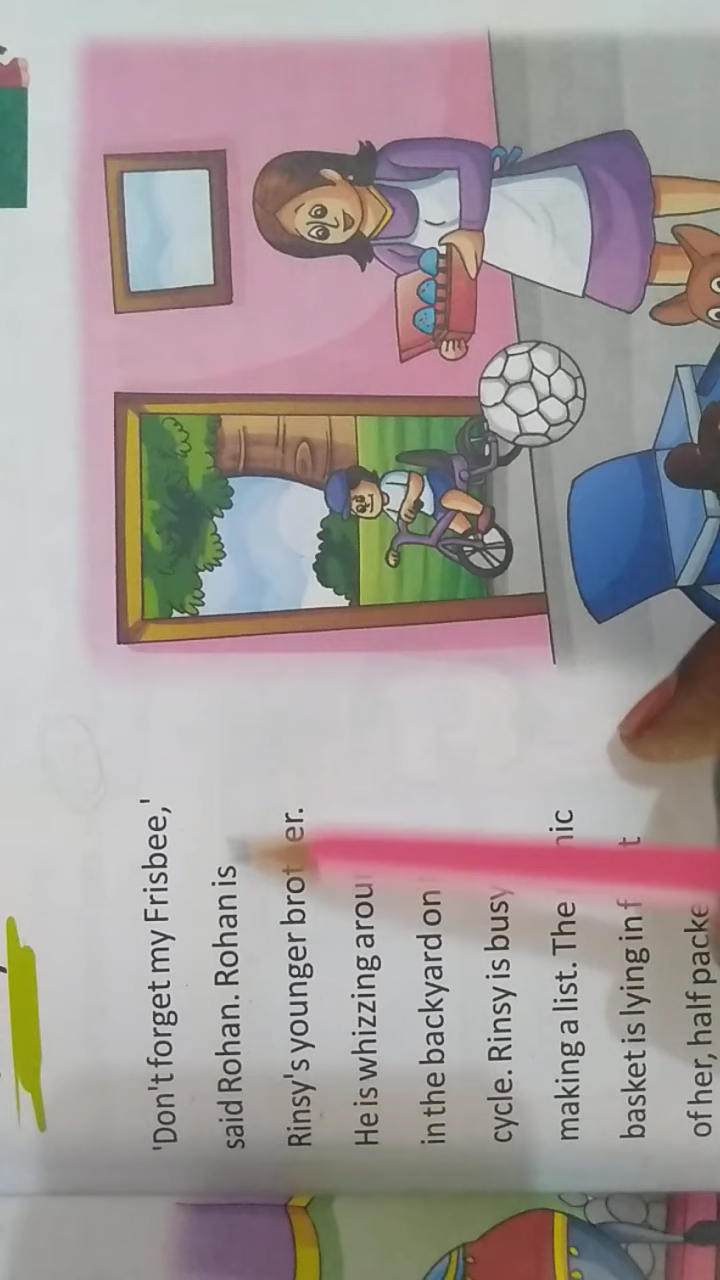 'Don't forget my Frisbee,'
said Rohan. Rohan is
Rinsy's younger brot er.
He is whizzing arou
in the backyard on
cycle. Rinsy is busy
making a list. The nic
basket is lying in f t
of her, half packe